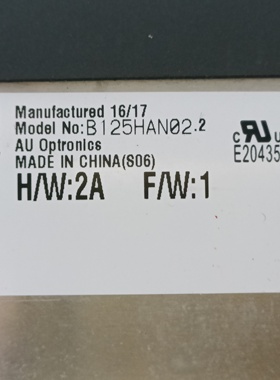 Manufactured 16/17
Model No:B125HAN02.2
AU Optronics
MADE IN CHINA(S06)
H/W:2A F/W:1
c U
E20435